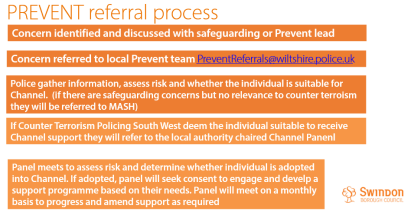 PREVENT referral process
Concern identified and discussed with safeguarding or Prevent lead
Concern referred to local Prevent team PreventReferrals@wiltshire.police.uk
Police gather information, assess risk and whether the individual is suitable for
Channel. (if there are safeguarding concerns but no relevance to counter terroism
they will be referred to MASH)
If Counter Terrorism Policing South West deem the individual suitable to receive
Channel support they will refer to the local authority chaired Channel Panenl
Panel meets to assess risk and determine whether individual is adopted
into Channel. If adopted, panel will seek consent to engage and develp a
support programme based on their needs. Panel will meet on a monthly
basis to progress and amend support as required
Swindon
BOROUGH COUNCIL